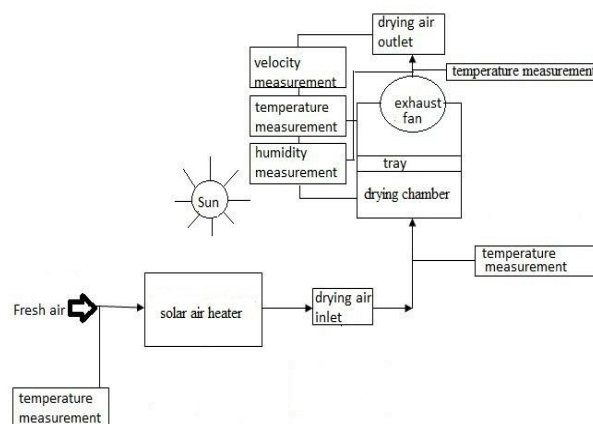 drying air
outlet
velocity
measurement
temperature measurement
temperature
measurement
exhaust
fan
humidity
measurement
tray
drying chamber
Sun
temperature
measurement
drying air
inlet
solar air heater
Fresh air
temperature
measurement